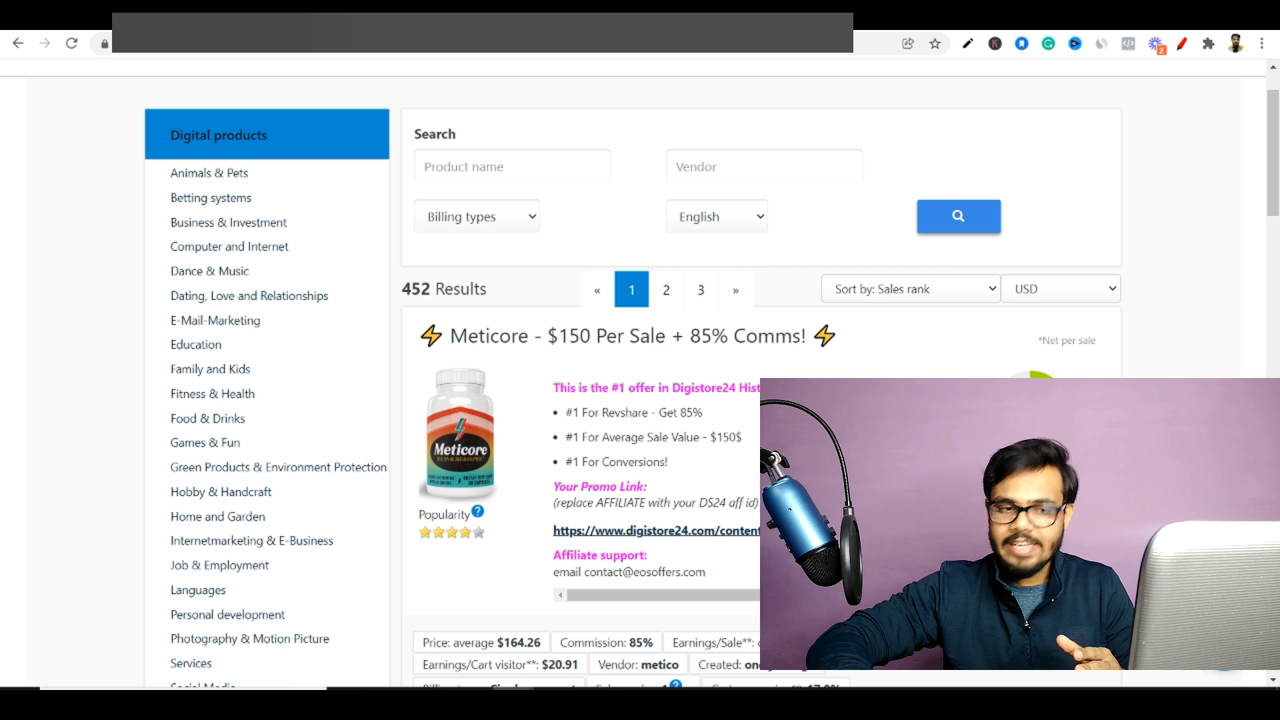 2
Digital products
Animals & Pets
Betting systems
Business & Investment
Computer and Internet
Dance & Music
Dating, Love and Relationships
E-Mail-Marketing
Education
Family and Kids
Fitness & Health
Food & Drinks
Games & Fun
Green Products & Environment Protection
Hobby & Handcraft
Home and Garden
Internetmarketing & E-Business
Job & Employment
Languages
Personal development
Photography & Motion Picture
Services
Social Media
Search
Product name Vendor
Billing types English
452 Results « 1 2 3 » Sort by: Sales rank USD
⚡ Meticore - $150 Per Sale + 85% Comms! ⚡
*Net per sale
Meticore
Popularity ?
This is the #1 offer in Digistore24 Hist
• #1 For Revshare - Get 85%
• #1 For Average Sale Value - $150$
• #1 For Conversions!
Your Promo Link:
(replace AFFILIATE with your DS24 aff id)
https://www.digistore24.com/content
Affiliate support:
email contact@eosoffers.com
Price: average $164.26 Commission: 85% Earnings/Sale**:
Earnings/Cart visitor**: $20.91 Vendor: metico Created: